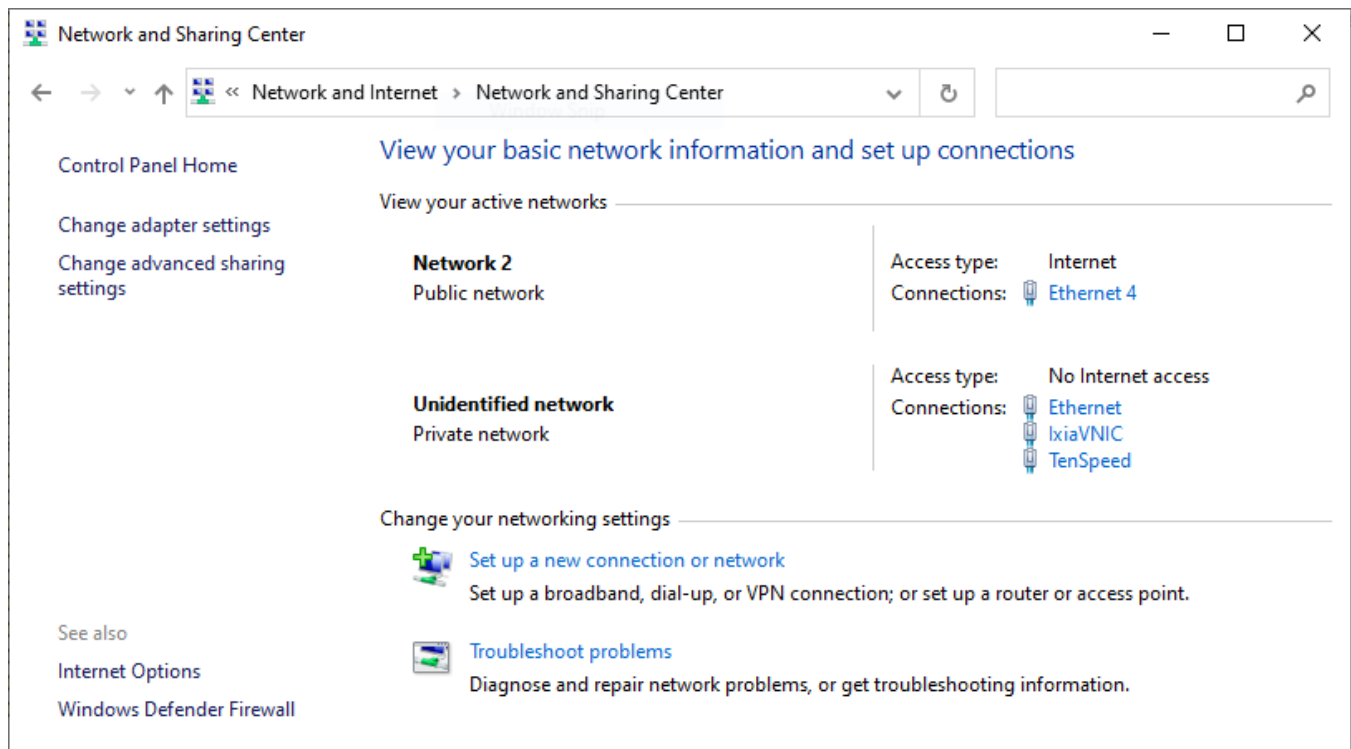 Network and Sharing Center
« Network and Internet > Network and Sharing Center
Window Snip
Control Panel Home
Change adapter settings
Change advanced sharing
settings
See also
Internet Options
Windows Defender Firewall
View your basic network information and set up connections
View your active networks
Network 2
Public network
Access type: Internet
Connections: Ethernet 4
Unidentified network
Private network
Access type: No Internet access
Connections: Ethernet
IxiaVNIC
TenSpeed
Change your networking settings
Set up a new connection or network
Set up a broadband, dial-up, or VPN connection; or set up a router or access point.
Troubleshoot problems
Diagnose and repair network problems, or get troubleshooting information.